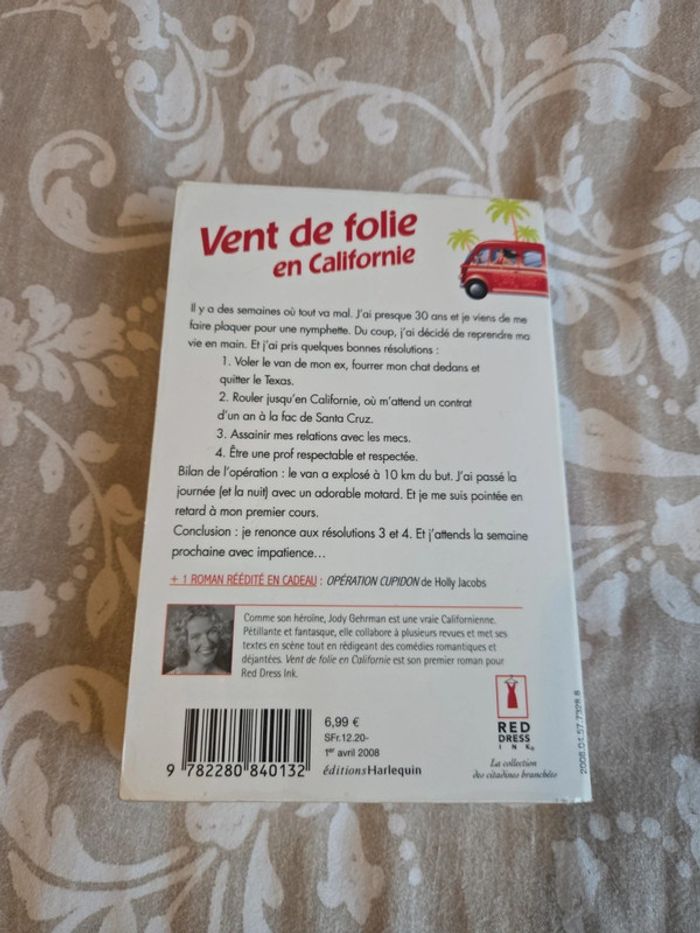 Vent de folie
en Californie
Il y a des semaines où tout va mal. J'ai presque 30 ans et je viens de me
faire plaquer pour une nymphette. Du coup, j'ai décidé de reprendre ma
vie en main. Et j'ai pris quelques bonnes résolutions :
1. Voler le van de mon ex, fourrer mon chat dedans et
quitter le Texas.
2. Rouler jusqu'en Californie, où m'attend un contrat
d'un an à la fac de Santa Cruz.
3. Assainir mes relations avec les mecs.
4. Être une prof respectable et respectée.
Bilan de l'opération : le van a explosé à 10 km du but. J'ai passé la
journée (et la nuit) avec un adorable motard. Et je me suis pointée en
retard à mon premier cours.
Conclusion : je renonce aux résolutions 3 et 4. Et j'attends la semaine
prochaine avec impatience...
+ 1 ROMAN RÉÉDITÉ EN CADEAU : OPÉRATION CUPIDON de Holly Jacobs
Comme son héroïne, Jody Gehrman est une vraie Californienne.
Pétillante et fantasque, elle collabore à plusieurs revues et met ses
textes en scène tout en rédigeant des comédies romantiques et
déjantées. Vent de folie en Californie est son premier roman pour
Red Dress Ink.
6,99 €
SFr.12.20-
1er avril 2008
éditionsHarlequin
9 782280 840132
RED
DRESS
INK®
La collection
des citadines branchées
2008.04.57.7328.8